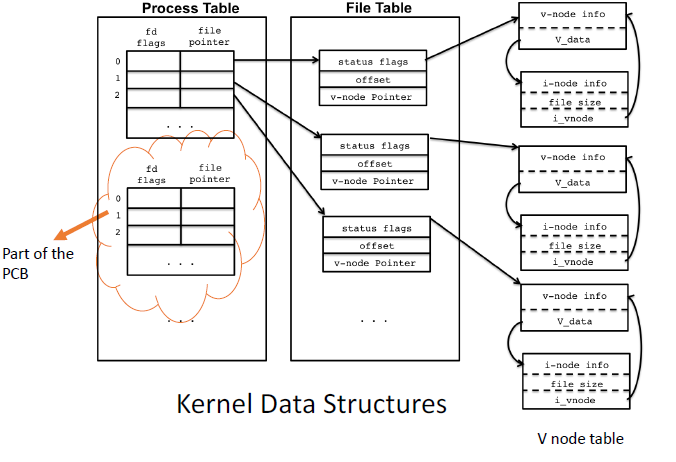 Process Table
File Table
fd
flags
file
pointer
0
1
2
. . .
fd
flags
file
pointer
0
1
2
. . .
. . .
Part of the
PCB
status flags
offset
v-node Pointer
status flags
offset
v-node Pointer
status flags
offset
v-node Pointer
. . .
v-node info
V_data
i-node info
file size
i_vnode
v-node info
V_data
i-node info
file size
i_vnode
v-node info
V_data
i-node info
file size
i_vnode
Kernel Data Structures
V node table